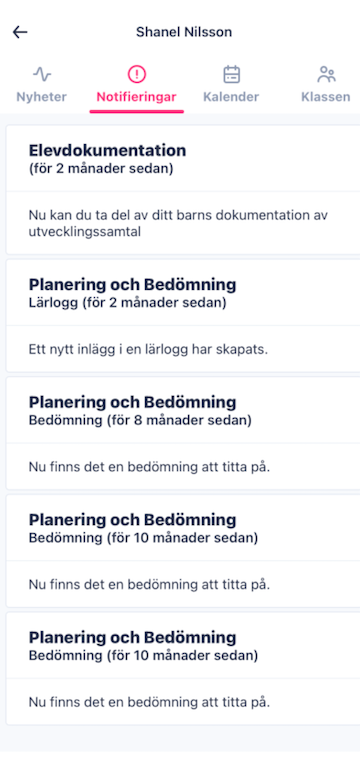 Shanel Nilsson
Nyheter
Notifieringar
Kalender
Klassen
Elevdokumentation
(för 2 månader sedan)
Nu kan du ta del av ditt barns dokumentation av
utvecklingssamtal
Planering och Bedömning
Lärlogg (för 2 månader sedan)
Ett nytt inlägg i en lärlogg har skapats.
Planering och Bedömning
Bedömning (för 8 månader sedan)
Nu finns det en bedömning att titta på.
Planering och Bedömning
Bedömning (för 10 månader sedan)
Nu finns det en bedömning att titta på.
Planering och Bedömning
Bedömning (för 10 månader sedan)
Nu finns det en bedömning att titta på.